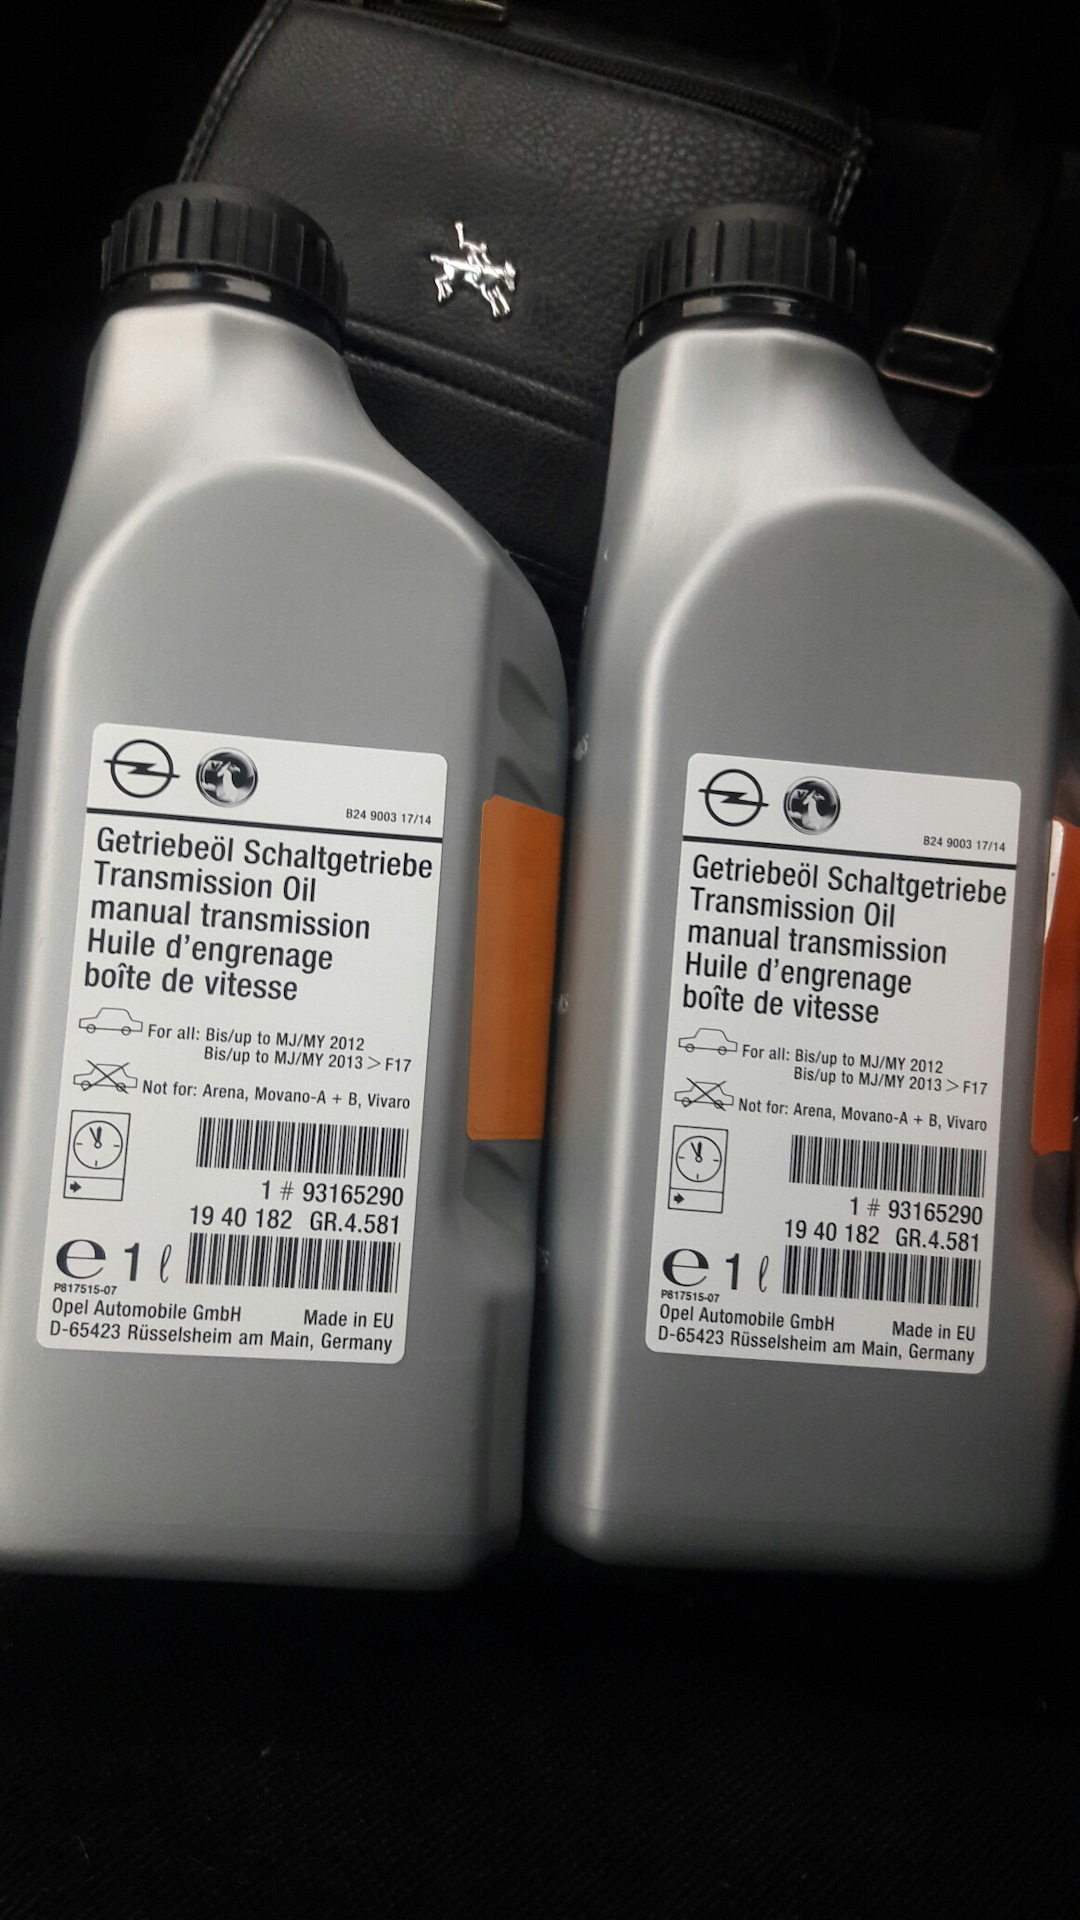 B24 9003 17/14
Getriebeöl Schaltgetriebe
Transmission Oil
manual transmission
Huile d'engrenage
boîte de vitesse
For all: Bis/up to MJ/MY 2012
Bis/up to MJ/MY 2013 > F17
Not for: Arena, Movano-A + B, Vivaro
1 # 93165290
19 40 182 GR.4.581
e 1 ℓ
P817515-07
Opel Automobile GmbH Made in EU
D-65423 Rüsselsheim am Main, Germany
B24 9003 17/14
Getriebeöl Schaltgetriebe
Transmission Oil
manual transmission
Huile d'engrenage
boîte de vitesse
For all: Bis/up to MJ/MY 2012
Bis/up to MJ/MY 2013 > F17
Not for: Arena, Movano-A + B, Vivaro
1 # 93165290
19 40 182 GR.4.581
e 1 ℓ
P817515-07
Opel Automobile GmbH Made in EU
D-65423 Rüsselsheim am Main, Germany